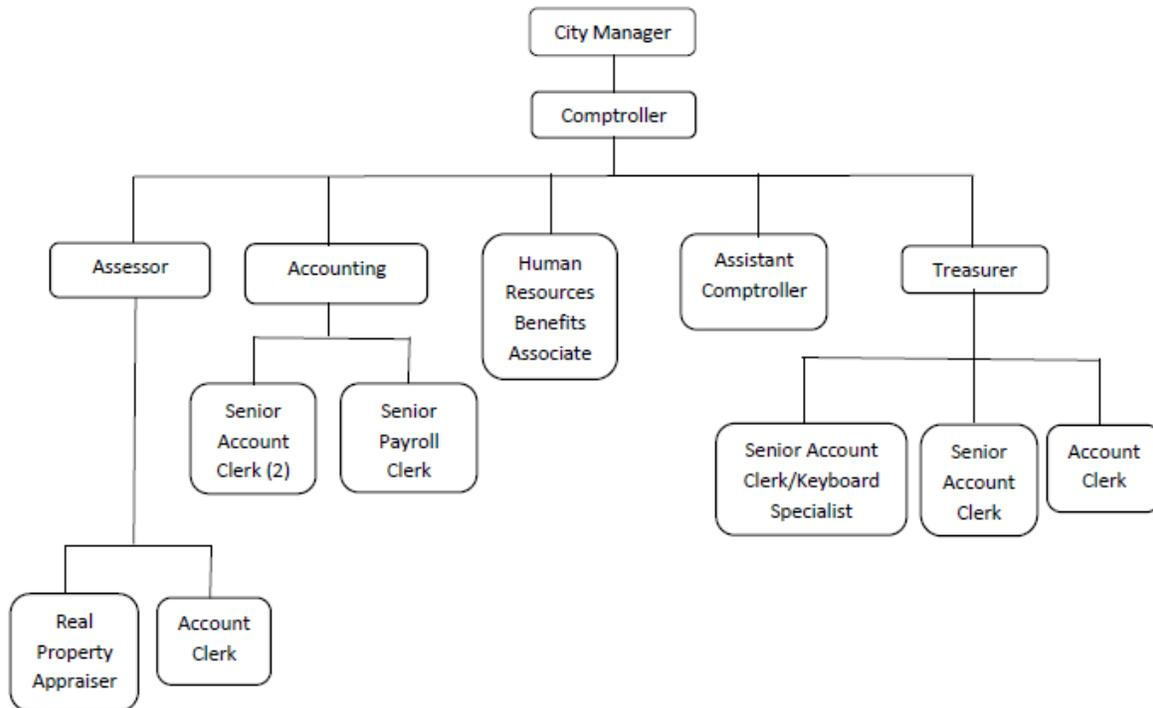 City Manager
Comptroller
Assessor
Accounting
Human
Resources
Benefits
Associate
Assistant
Comptroller
Treasurer
Senior
Account
Clerk (2)
Senior
Payroll
Clerk
Senior Account
Clerk/Keyboard
Specialist
Senior
Account
Clerk
Account
Clerk
Real
Property
Appraiser
Account
Clerk